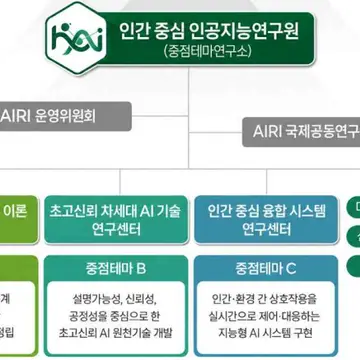 hxai
인간 중심 인공지능연구원
(중점테마연구소)
AIRI 운영위원회
AIRI 국제공동연구
이론
초고신뢰 차세대 AI 기술
연구센터
인간 중심 융합 시스템
연구센터
중점테마 B
중점테마 C
계
정립
설명가능성, 신뢰성,
공정성을 중심으로 한
초고신뢰 AI 원천기술 개발
인간·환경 간 상호작용을
실시간으로 제어·대응하는
지능형 AI 시스템 구현